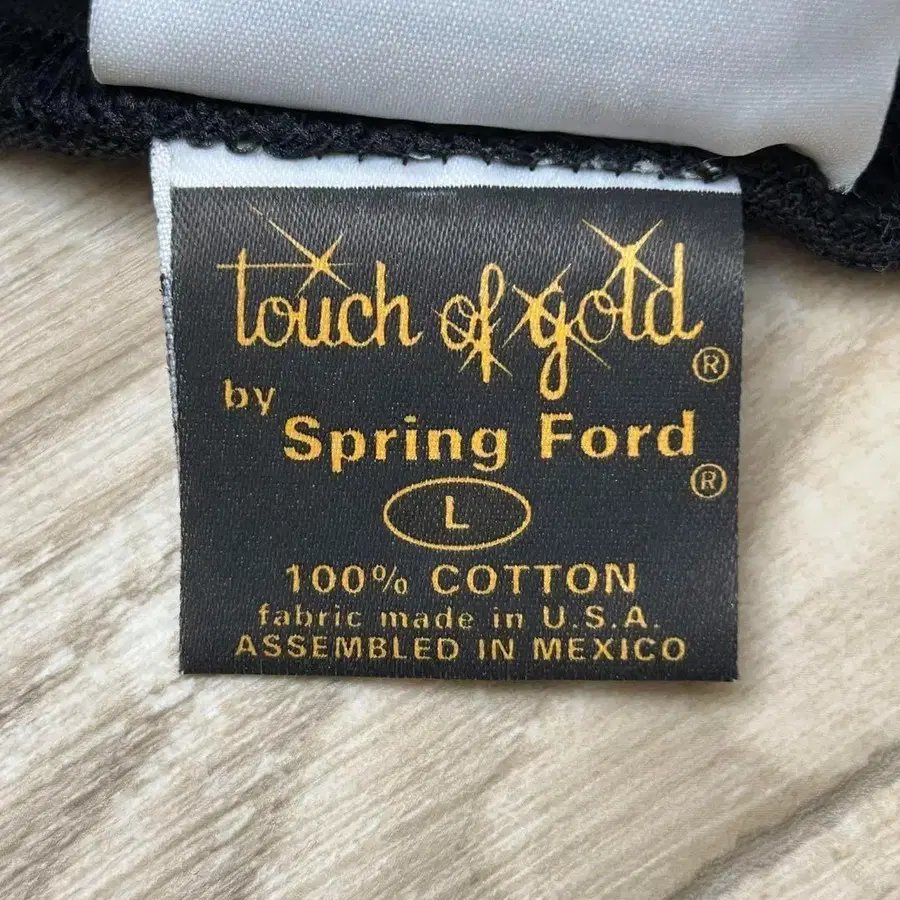 touch of gold®
by
Spring Ford®
L
100% COTTON
fabric made in U.S.A.
ASSEMBLED IN MEXICO